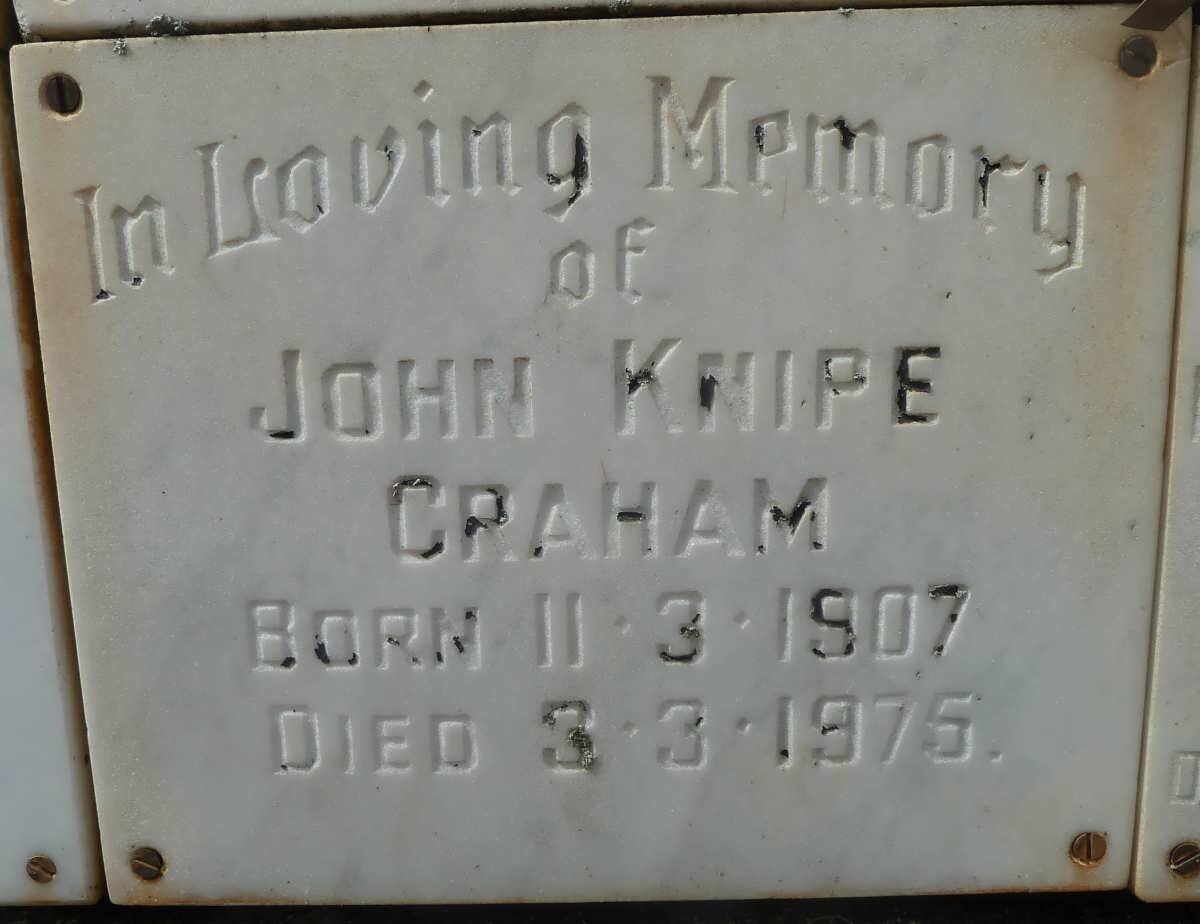 In Loving Memory
of
JOHN KNIPE
GRAHAM
BORN 11·3·1907
DIED 3·3·1975.